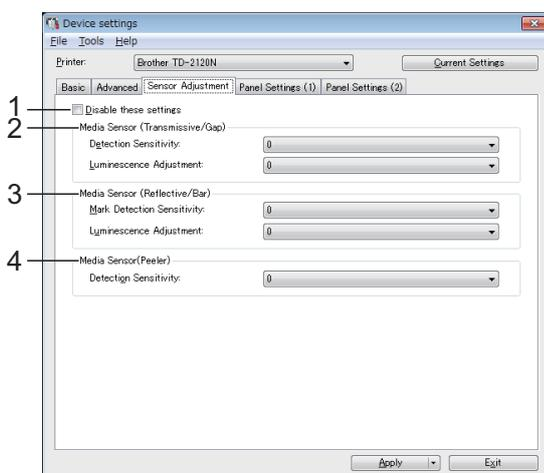 Device settings
File Tools Help
Printer: Brother TD-2120N Current Settings
Basic Advanced Sensor Adjustment Panel Settings (1) Panel Settings (2)
1 Disable these settings
2 Media Sensor (Transmissive/Gap)
Detection Sensitivity: 0
Luminescence Adjustment: 0
3 Media Sensor (Reflective/Bar)
Mark Detection Sensitivity: 0
Luminescence Adjustment: 0
4 Media Sensor(Peeler)
Detection Sensitivity: 0
Apply Exit